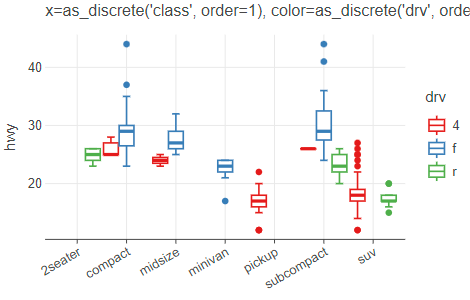 x=as_discrete('class', order=1), color=as_discrete('drv', orde
hwy
40
30
20
2seater
compact
midsize
minivan
pickup
subcompact
suv
drv
4
f
r